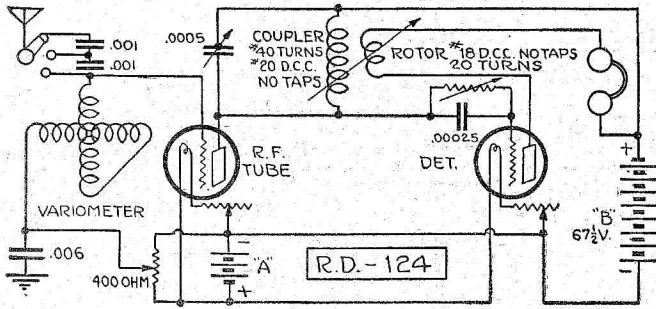 .001
.001
.0005
COUPLER
#40 TURNS
#20 D.C.C.
NO TAPS
ROTOR #18 D.C.C. NO TAPS
20 TURNS
.00025
R.F.
TUBE
DET.
VARIOMETER
.006
400 OHM
-
"A"
+
R.D.-124
+
"B"
67½V.
-